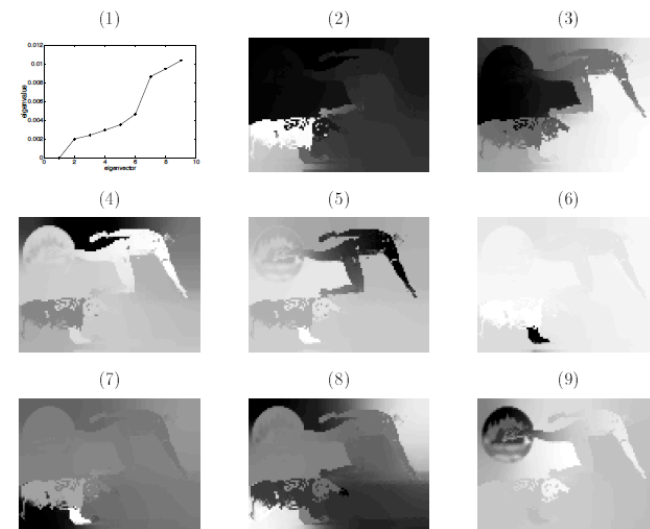 (1) (2) (3)
0.012
0.01
0.008
0.006
0.004
0.002
0
eigenvalue
0 2 4 6 8 10
eigenvector
(4) (5) (6)
(7) (8) (9)